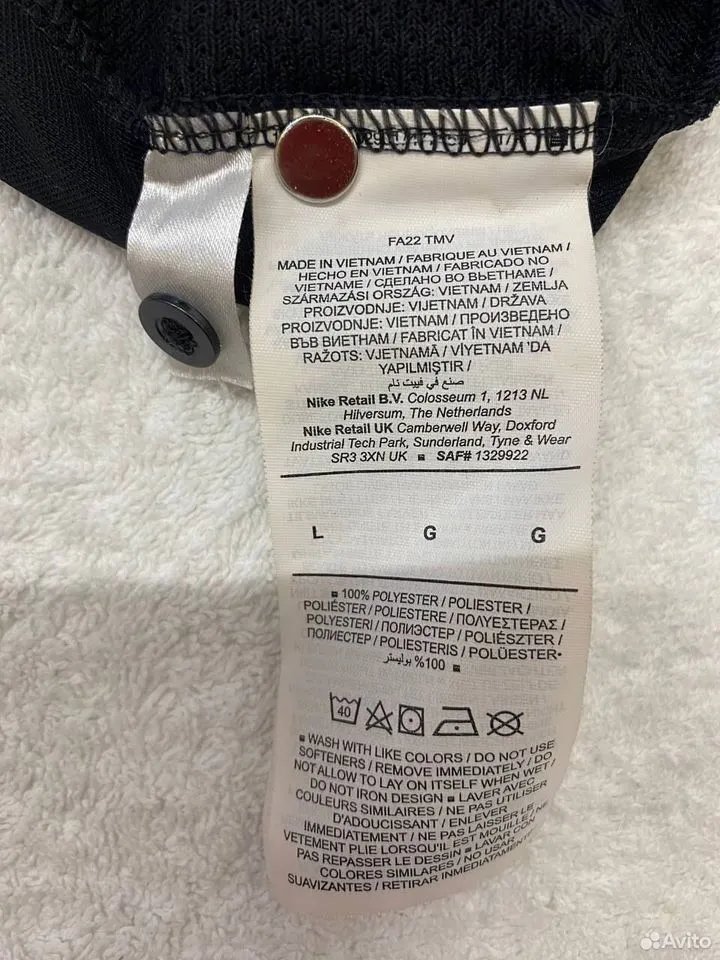 FA22 TMV
MADE IN VIETNAM / FABRIQUE AU VIETNAM /
HECHO EN VIETNAM / FABRICADO NO
VIETNAME / СДЕЛАНО ВО ВЬЕТНАМЕ /
SZÁRMAZÁSI ORSZÁG: VIETNAM / ZEMLJA
PROIZVODNJE: VIJETNAM / DRŽAVA
PROIZVODNJE: VIETNAM / ПРОИЗВЕДЕНО
ВЪВ ВИЕТНАМ / FABRICAT ÎN VIETNAM /
RAŽOTS: VJETNAMĀ / VİYETNAM 'DA
YAPILMIŞTIR /
صنع في فييت نام
Nike Retail B.V. Colosseum 1, 1213 NL
Hilversum, The Netherlands
Nike Retail UK Camberwell Way, Doxford
Industrial Tech Park, Sunderland, Tyne & Wear
SR3 3XN UK SAF# 1329922
L G G
100% POLYESTER / POLIESTER /
POLIÉSTER / POLIESTERE / ΠΟΛΥΕΣΤΕΡΑΣ /
POLYESTERI / ПОЛИЭСТЕР / POLIÉSZTER /
ПОЛИЕСТЕР / POLIESTERIS / POLÜESTER
100% بوليستر
40
WASH WITH LIKE COLORS / DO NOT USE
SOFTENERS / REMOVE IMMEDIATELY / DO
NOT ALLOW TO LAY ON ITSELF WHEN WET /
DO NOT IRON DESIGN LAVER AVEC
COULEURS SIMILAIRES / NE PAS UTILISER
D'ADOUCISSANT / ENLEVER
IMMÉDIATEMENT / NE PAS LAISSER LE
VETEMENT PLIE LORSQU'IL EST MOUILLE / NE
PAS REPASSER LE DESSIN LAVAR CON
COLORES SIMILARES / NO USAR
SUAVIZANTES / RETIRAR INMEDIATAMENTE
Avito